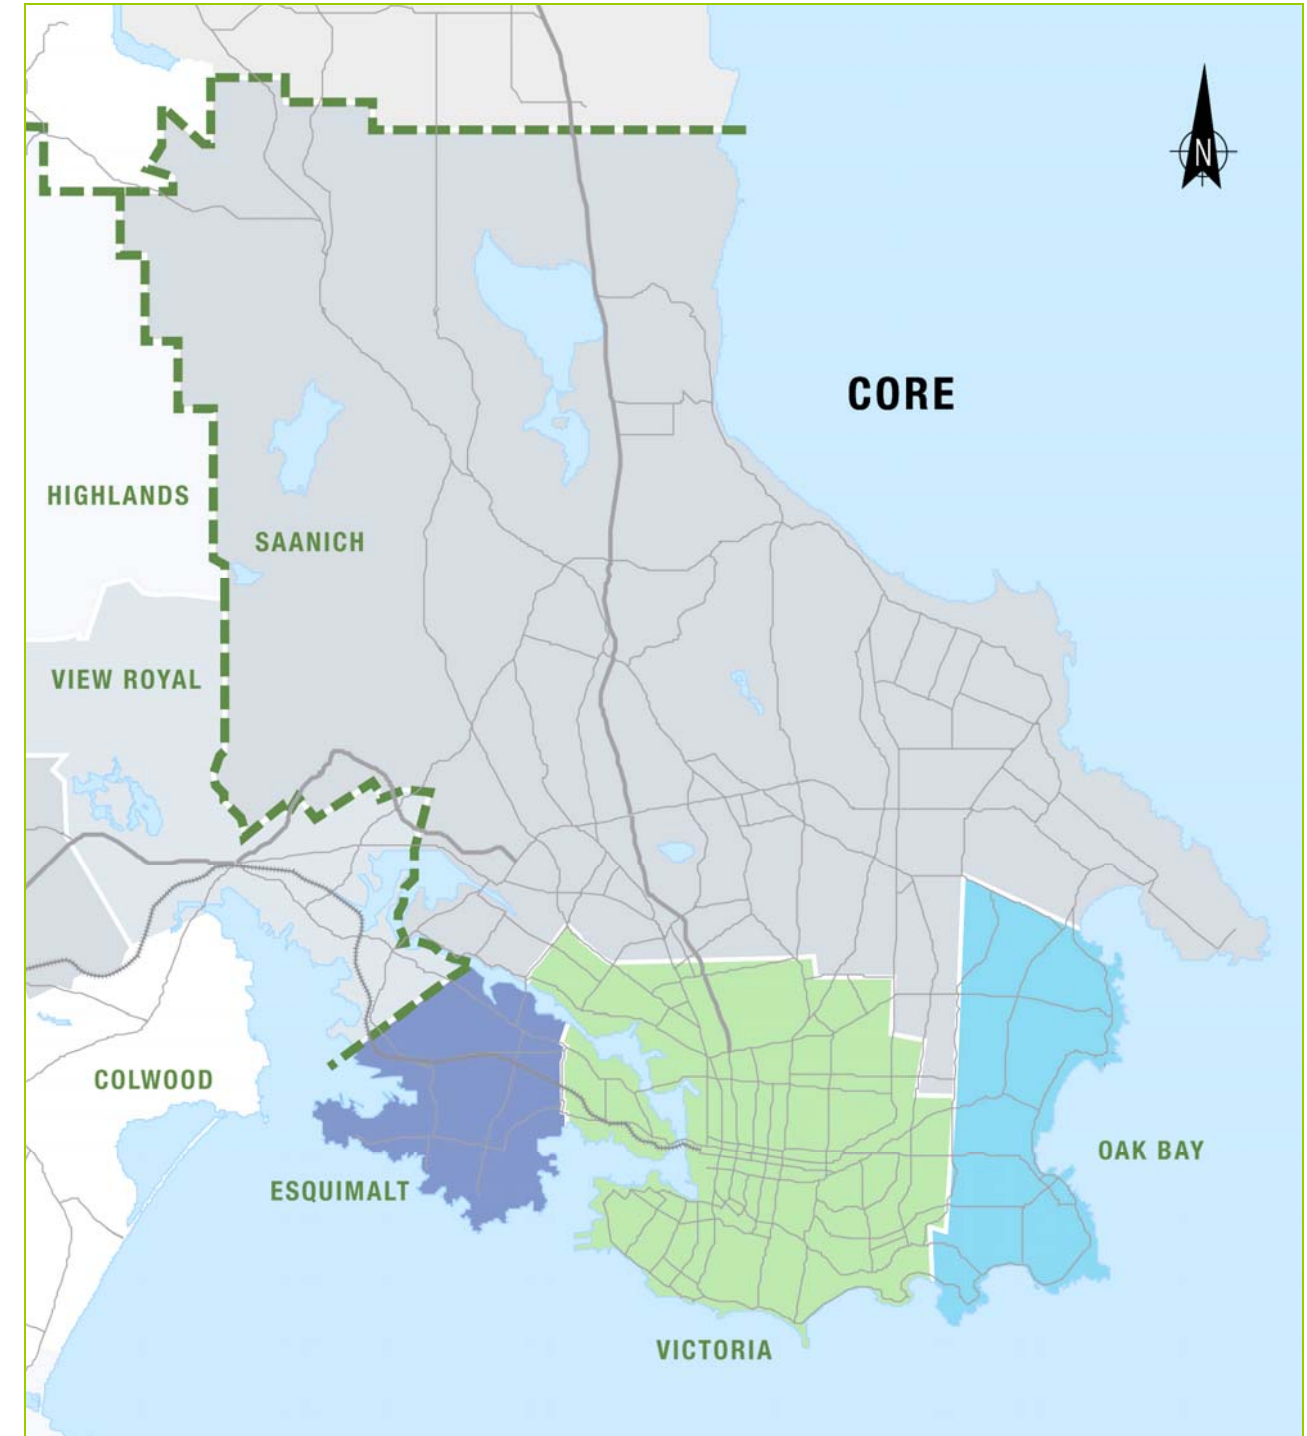 N
CORE
HIGHLANDS
SAANICH
VIEW ROYAL
COLWOOD
OAK BAY
ESQUIMALT
VICTORIA